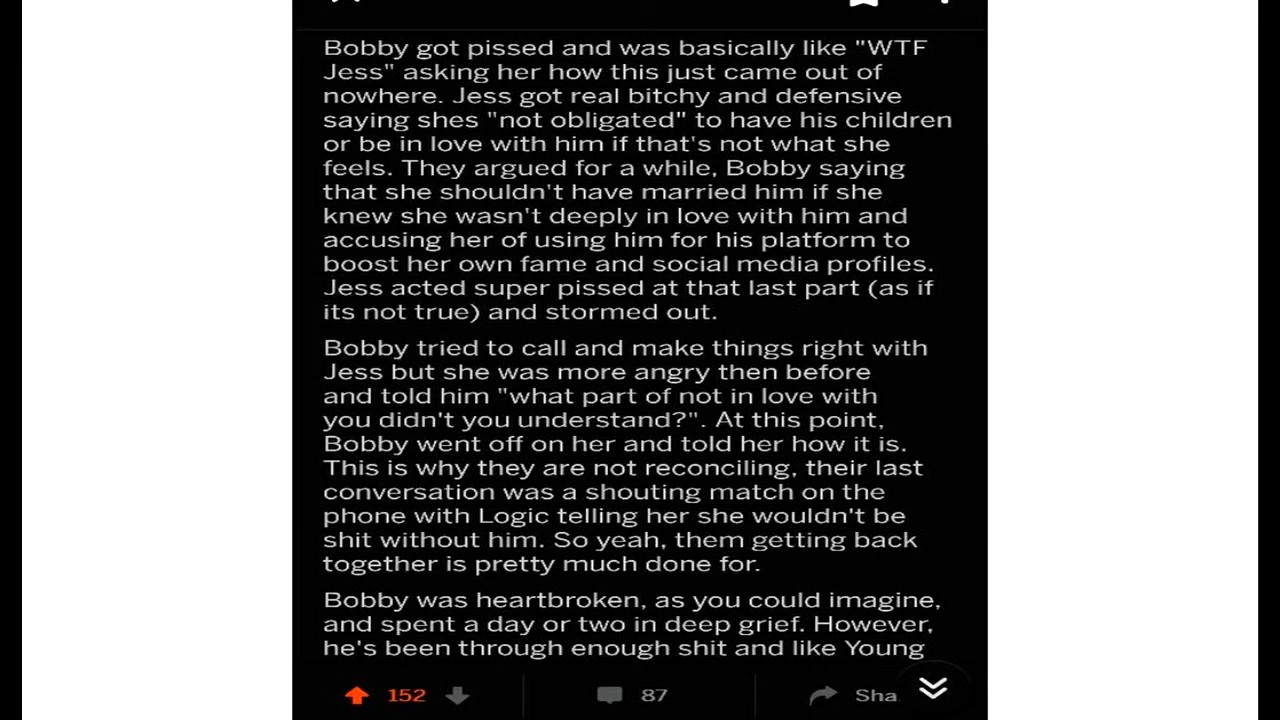 Bobby got pissed and was basically like "WTF
Jess" asking her how this just came out of
nowhere. Jess got real bitchy and defensive
saying shes "not obligated" to have his children
or be in love with him if that's not what she
feels. They argued for a while, Bobby saying
that she shouldn't have married him if she
knew she wasn't deeply in love with him and
accusing her of using him for his platform to
boost her own fame and social media profiles.
Jess acted super pissed at that last part (as if
its not true) and stormed out.
Bobby tried to call and make things right with
Jess but she was more angry then before
and told him "what part of not in love with
you didn't you understand?". At this point,
Bobby went off on her and told her how it is.
This is why they are not reconciling, their last
conversation was a shouting match on the
phone with Logic telling her she wouldn't be
shit without him. So yeah, them getting back
together is pretty much done for.
Bobby was heartbroken, as you could imagine,
and spent a day or two in deep grief. However,
he's been through enough shit and like Young
152 87 Sha